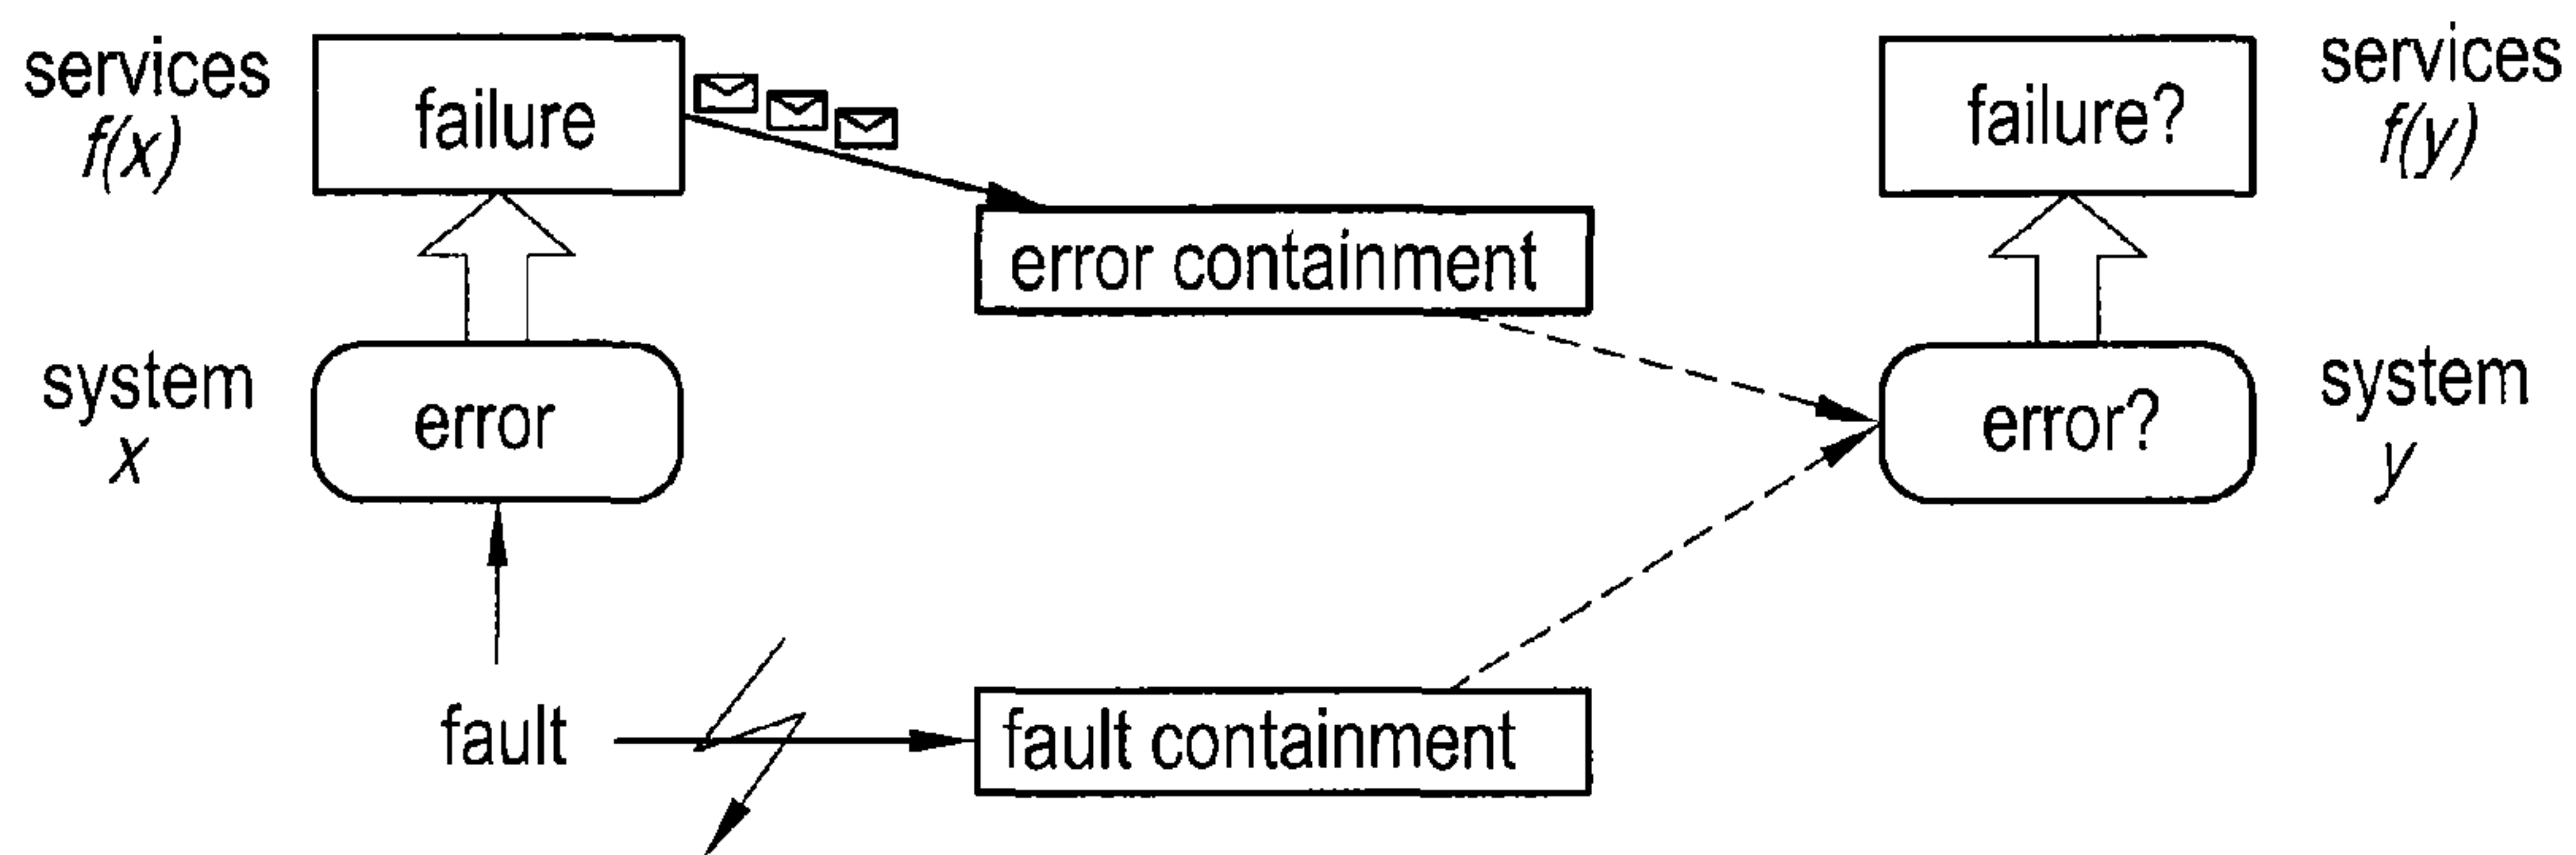 services
f(x)
failure
failure?
services
f(y)
error containment
system
x
error
error?
system
y
fault
fault containment